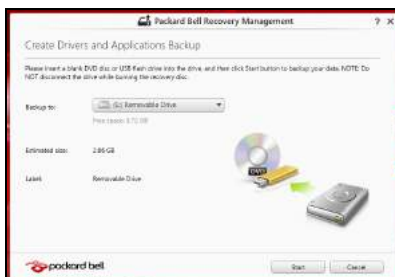 Packard Bell Recovery Management ? X
Create Drivers and Applications Backup
Please insert a blank DVD disc or USB flash drive into the drive, and then click Start button to backup your data. NOTE: Do
NOT disconnect the drive while burning the recovery disc.
Backup to: Removable Drive
Free space:
Estimated size: 2.86 GB
Label: Removable Drive
DVD
packard bell
Start Cancel